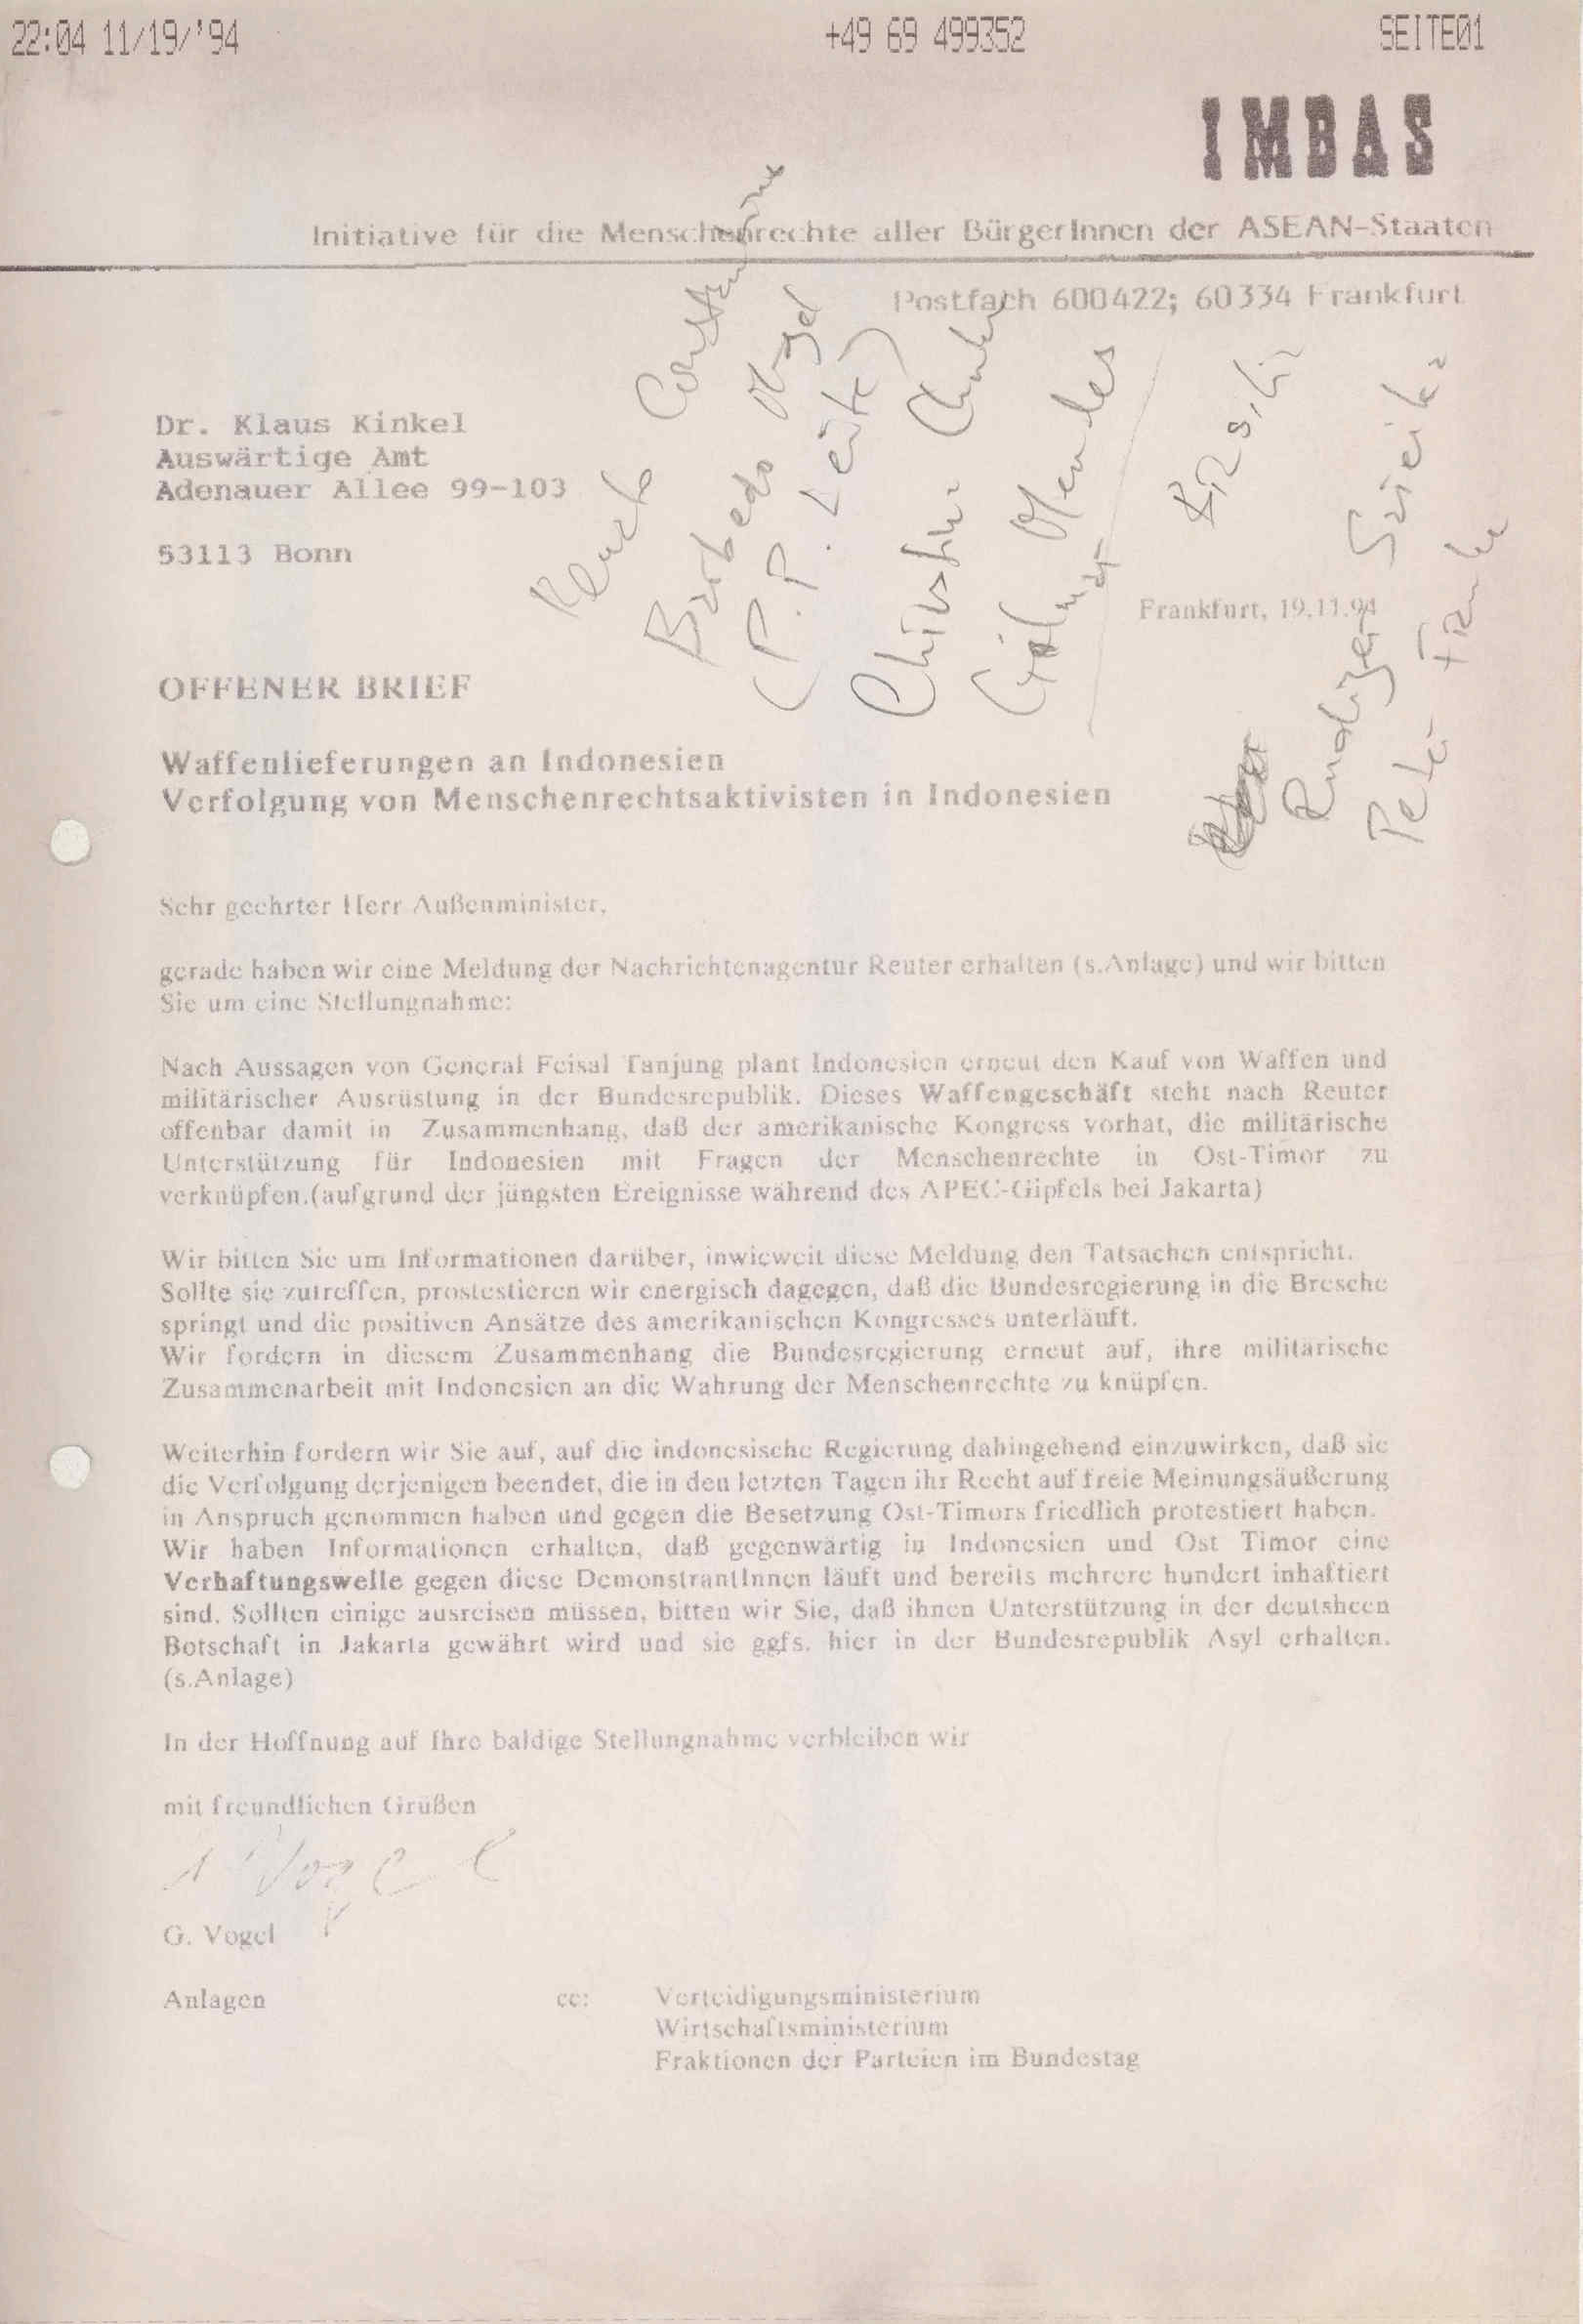 22:04 11/19/'94 +49 69 499352 SEITE01
IMBAS
Initiative für die Menschenrechte aller BürgerInnen der ASEAN-Staaten
Postfach 600422; 60334 Frankfurt
Dr. Klaus Kinkel
Auswärtige Amt
Adenauer Allee 99-103
53113 Bonn
Barbedo
Frankfurt, 19.11.94
OFFENER BRIEF
Waffenlieferungen an Indonesien
Verfolgung von Menschenrechtsaktivisten in Indonesien
Sehr geehrter Herr Außenminister,
gerade haben wir eine Meldung der Nachrichtenagentur Reuter erhalten (s.Anlage) und wir bitten
Sie um eine Stellungnahme:
Nach Aussagen von General Feisal Tanjung plant Indonesien erneut den Kauf von Waffen und
militärischer Ausrüstung in der Bundesrepublik. Dieses Waffengeschäft steht nach Reuter
offenbar damit in Zusammenhang, daß der amerikanische Kongress vorhat, die militärische
Unterstützung für Indonesien mit Fragen der Menschenrechte in Ost-Timor zu
verknüpfen.(aufgrund der jüngsten Ereignisse während des APEC-Gipfels bei Jakarta)
Wir bitten Sie um Informationen darüber, inwieweit diese Meldung den Tatsachen entspricht.
Sollte sie zutreffen, prostestieren wir energisch dagegen, daß die Bundesregierung in die Bresche
springt und die positiven Ansätze des amerikanischen Kongresses unterläuft.
Wir fordern in diesem Zusammenhang die Bundesregierung erneut auf, ihre militärische
Zusammenarbeit mit Indonesien an die Wahrung der Menschenrechte zu knüpfen.
Weiterhin fordern wir Sie auf, auf die indonesische Regierung dahingehend einzuwirken, daß sie
die Verfolgung derjenigen beendet, die in den letzten Tagen ihr Recht auf freie Meinungsäußerung
in Anspruch genommen haben und gegen die Besetzung Ost-Timors friedlich protestiert haben.
Wir haben Informationen erhalten, daß gegenwärtig in Indonesien und Ost Timor eine
Verhaftungswelle gegen diese DemonstrantInnen läuft und bereits mehrere hundert inhaftiert
sind. Sollten einige ausreisen müssen, bitten wir Sie, daß ihnen Unterstützung in der deutsheen
Botschaft in Jakarta gewährt wird und sie ggfs. hier in der Bundesrepublik Asyl erhalten.
(s.Anlage)
In der Hoffnung auf Ihre baldige Stellungnahme verbleiben wir
mit freundlichen Grüßen
G. Vogel
Anlagen cc: Verteidigungsministerium
Wirtschaftsministerium
Fraktionen der Parteien im Bundestag